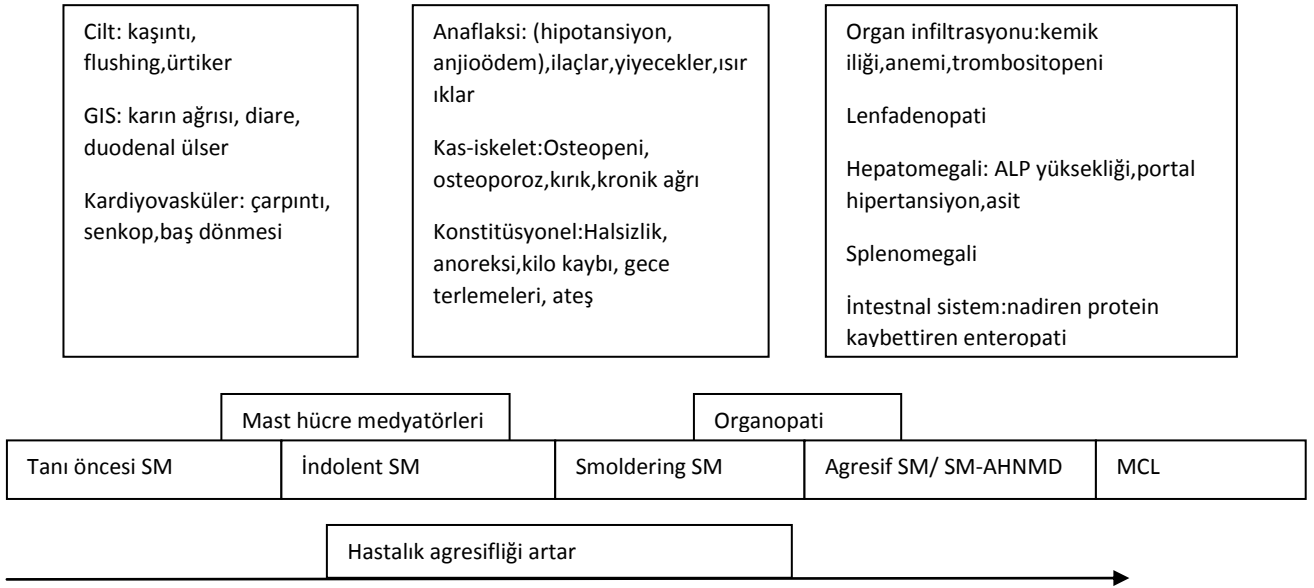 Cilt: kaşıntı,
flushing,ürtiker
GIS: karın ağrısı, diare,
duodenal ülser
Kardiyovasküler: çarpıntı,
senkop,baş dönmesi
Anaflaksi: (hipotansiyon,
anjioödem),ilaçlar,yiyecekler,ısır
ıklar
Kas-iskelet:Osteopeni,
osteoporoz,kırık,kronik ağrı
Konstitüsyonel:Halsizlik,
anoreksi,kilo kaybı, gece
terlemeleri, ateş
Organ infiltrasyonu:kemik
iliği,anemi,trombositopeni
Lenfadenopati
Hepatomegali: ALP yüksekliği,portal
hipertansiyon,asit
Splenomegali
İntestnal sistem:nadiren protein
kaybettiren enteropati
Mast hücre medyatörleri
Organopati
Tanı öncesi SM
İndolent SM
Smoldering SM
Agresif SM/ SM-AHNMD
MCL
Hastalık agresifliği artar